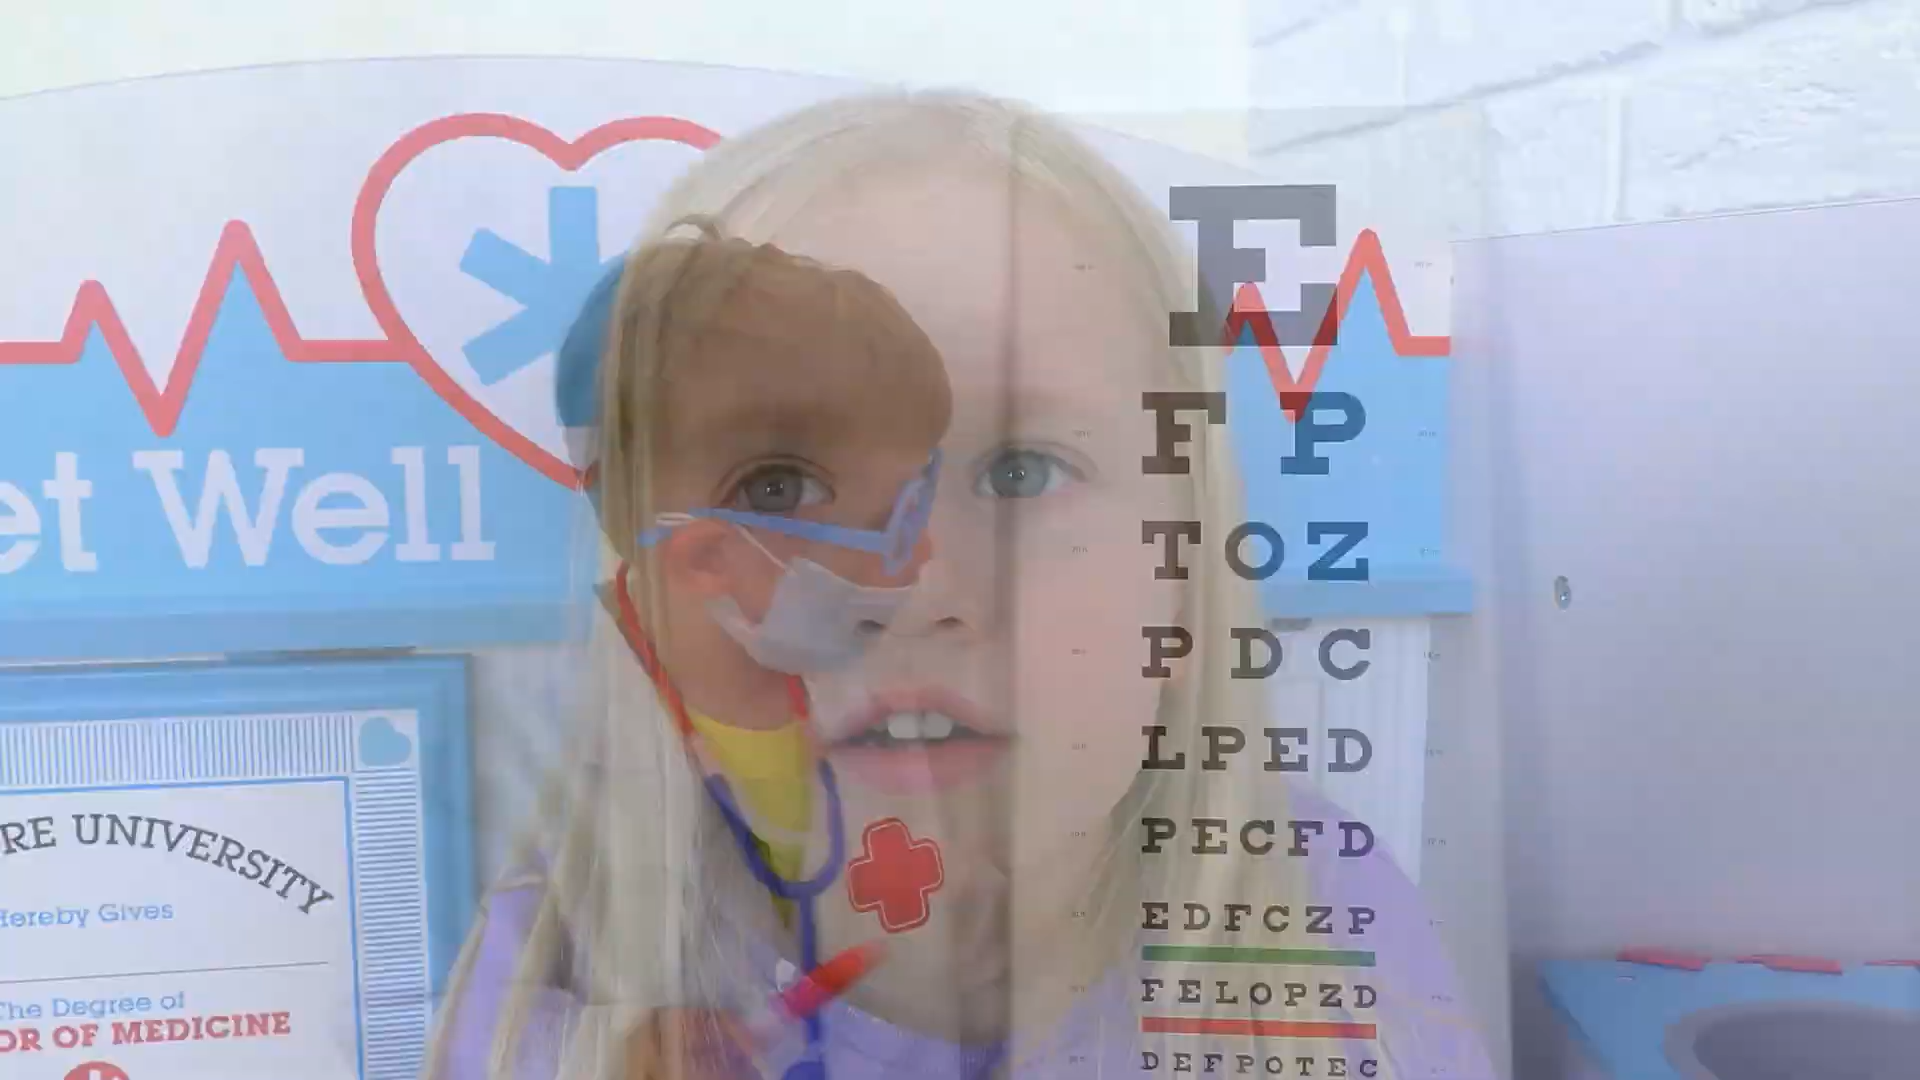 et Well
RE UNIVERSITY
Hereby Gives
The Degree of
OR OF MEDICINE
E
F P
T O Z
P D C
L P E D
P E C F D
E D F C Z P
F E L O P Z D
D E F P O T E C